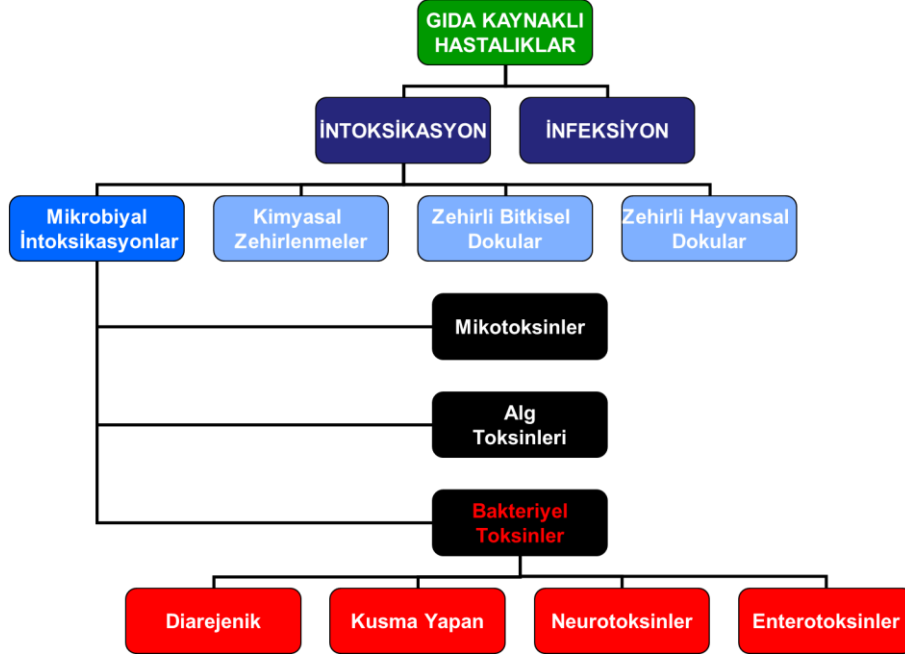 GIDA KAYNAKLI
HASTALIKLAR
İNTOKSİKASYON
İNFEKSİYON
Mikrobiyal
İntoksikasyonlar
Kimyasal
Zehirlenmeler
Zehirli Bitkisel
Dokular
Zehirli Hayvansal
Dokular
Mikotoksinler
Alg
Toksinleri
Bakteriyel
Toksinler
Diarejenik
Kusma Yapan
Neurotoksinler
Enterotoksinler